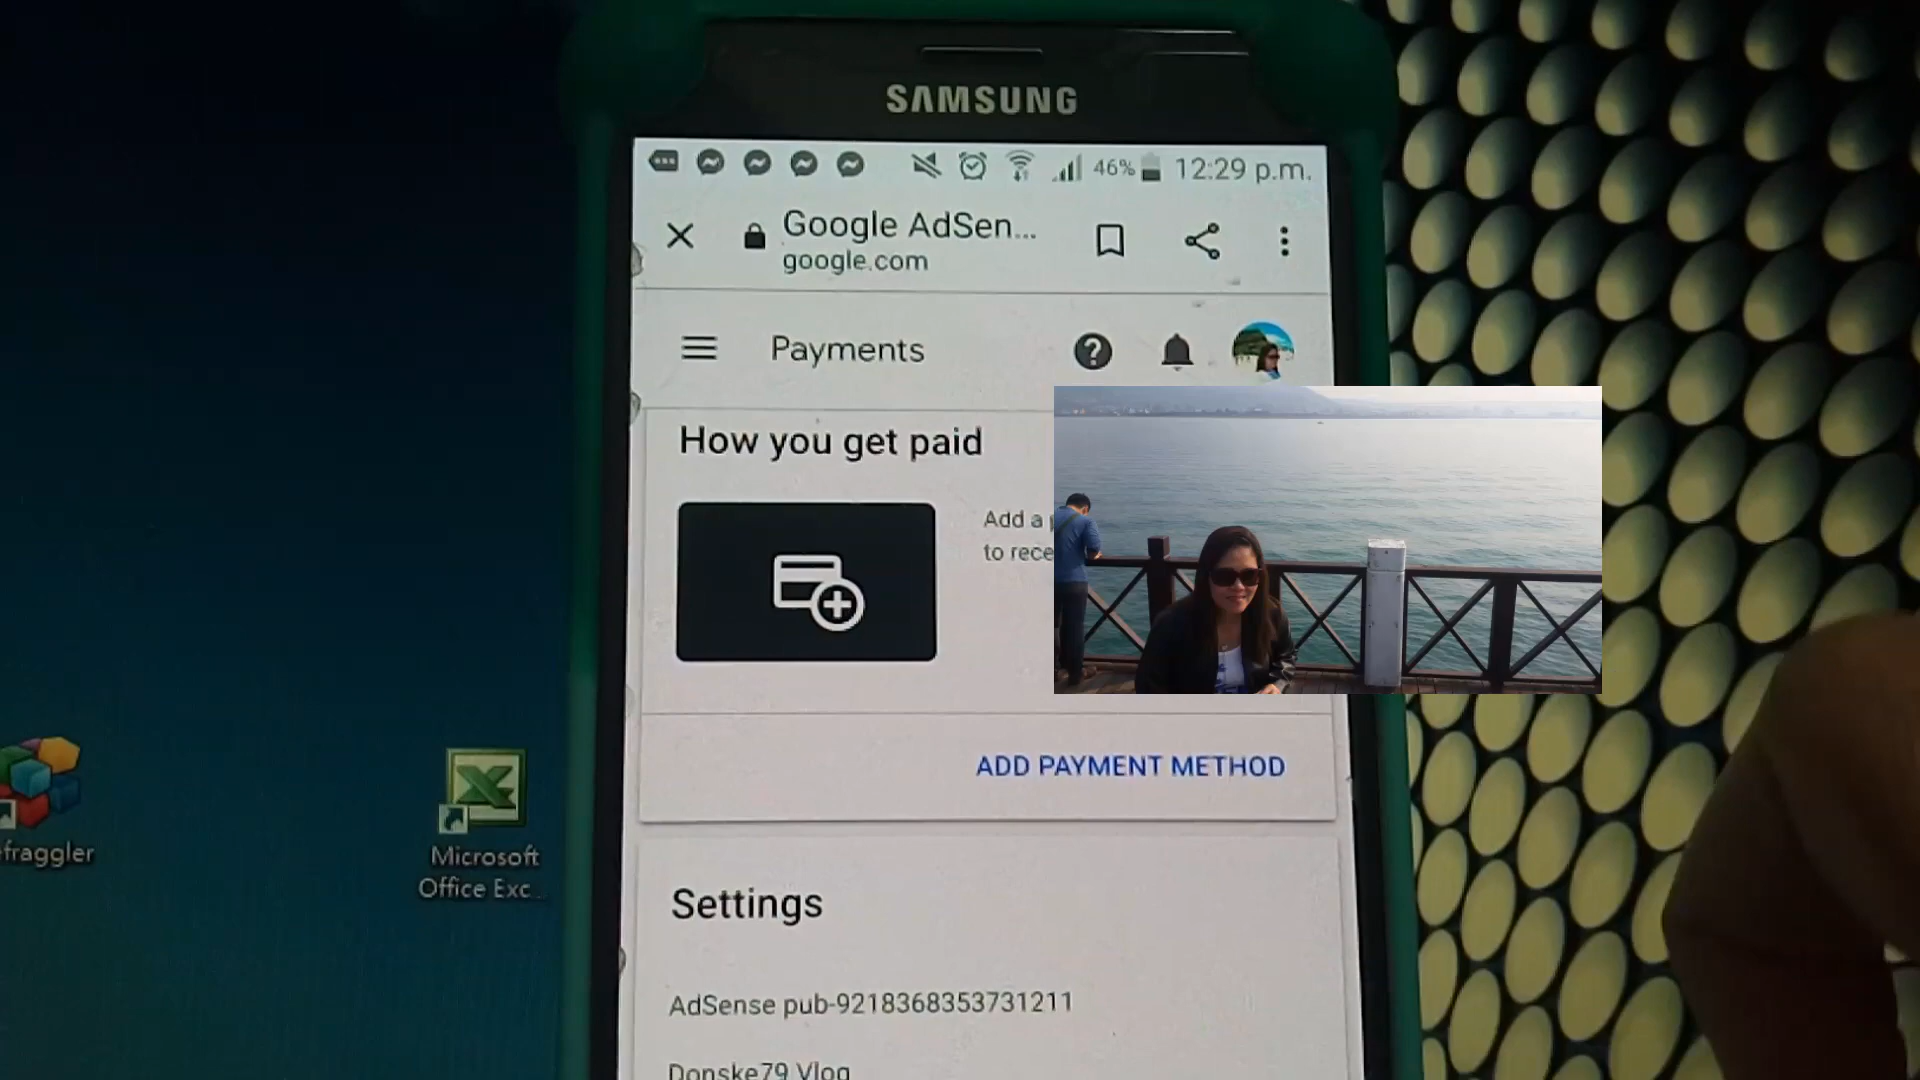 SAMSUNG
46% 12:29 p.m.
Google AdSen...
google.com
Payments
How you get paid
Add a
to rece
ADD PAYMENT METHOD
Settings
AdSense pub-9218368353731211
Donske79 Vlog
fraggler
Microsoft
Office Exc...